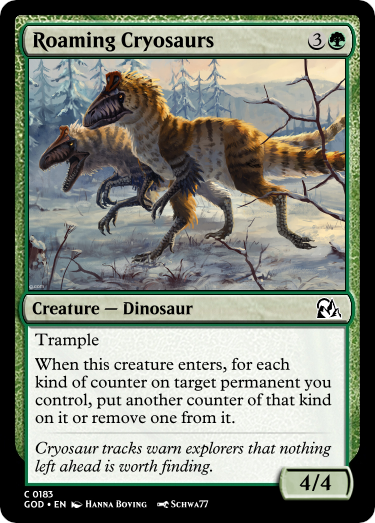 Roaming Cryosaurs 3
Creature — Dinosaur
Trample
When this creature enters, for each
kind of counter on target permanent you
control, put another counter of that kind
on it or remove one from it.
Cryosaur tracks warn explorers that nothing
left ahead is worth finding.
4/4
C 0183
GOD • EN Hanna Boving Schwa77